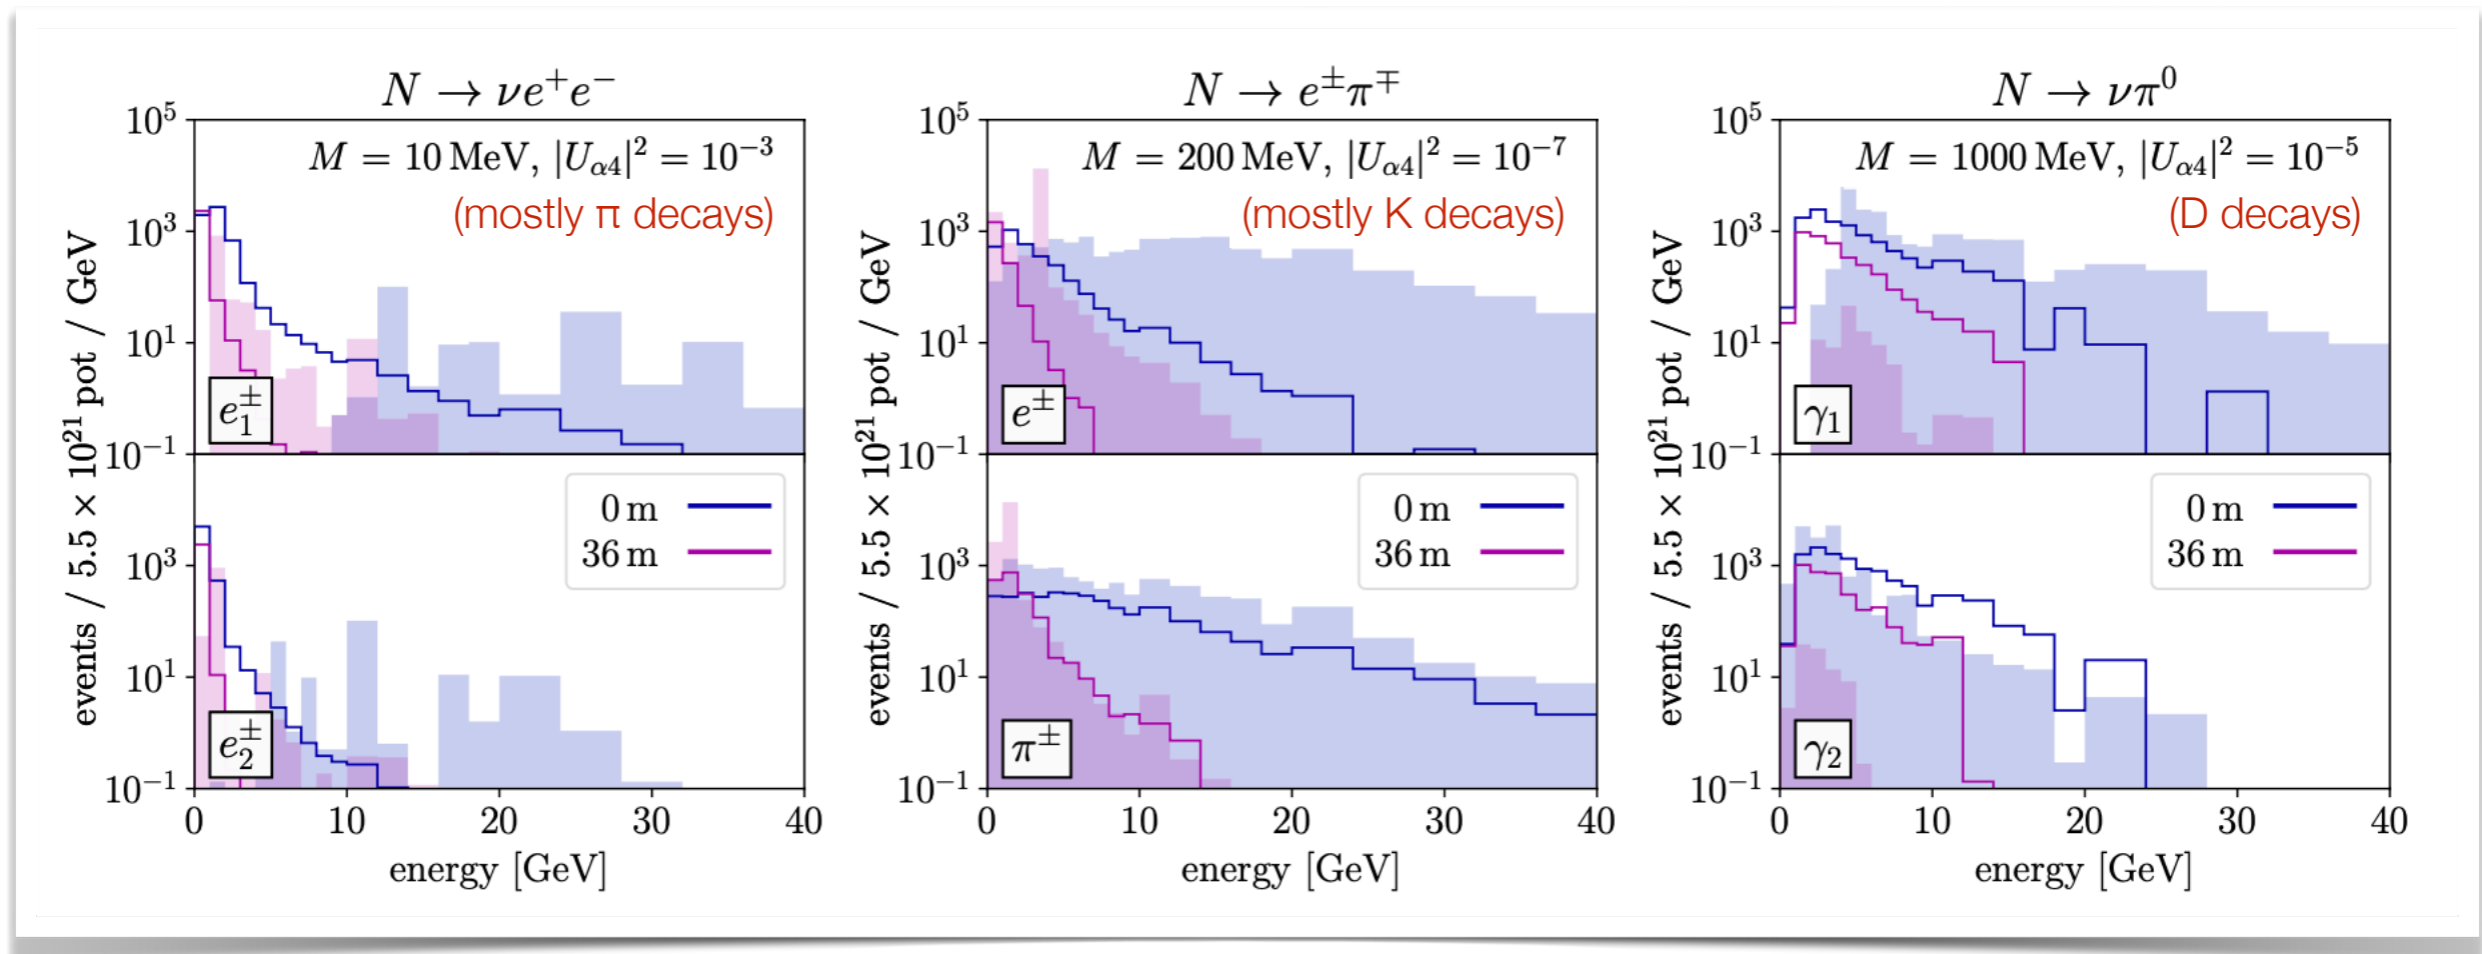 N → νe⁺e⁻
N → e^±π^∓
N → νπ⁰
M = 10 MeV, |U_α4|² = 10⁻³
(mostly π decays)
M = 200 MeV, |U_α4|² = 10⁻⁷
(mostly K decays)
M = 1000 MeV, |U_α4|² = 10⁻⁵
(D decays)
events / 5.5 × 10²¹ pot / GeV
10⁵
10³
10¹
10⁻¹
10³
10¹
10⁻¹
e₁^±
e₂^±
0 m
36 m
0 10 20 30 40
energy [GeV]
events / 5.5 × 10²¹ pot / GeV
10⁵
10³
10¹
10⁻¹
10³
10¹
10⁻¹
e^±
π^±
0 m
36 m
0 10 20 30 40
energy [GeV]
events / 5.5 × 10²¹ pot / GeV
10⁵
10³
10¹
10⁻¹
10³
10¹
10⁻¹
γ₁
γ₂
0 m
36 m
0 10 20 30 40
energy [GeV]